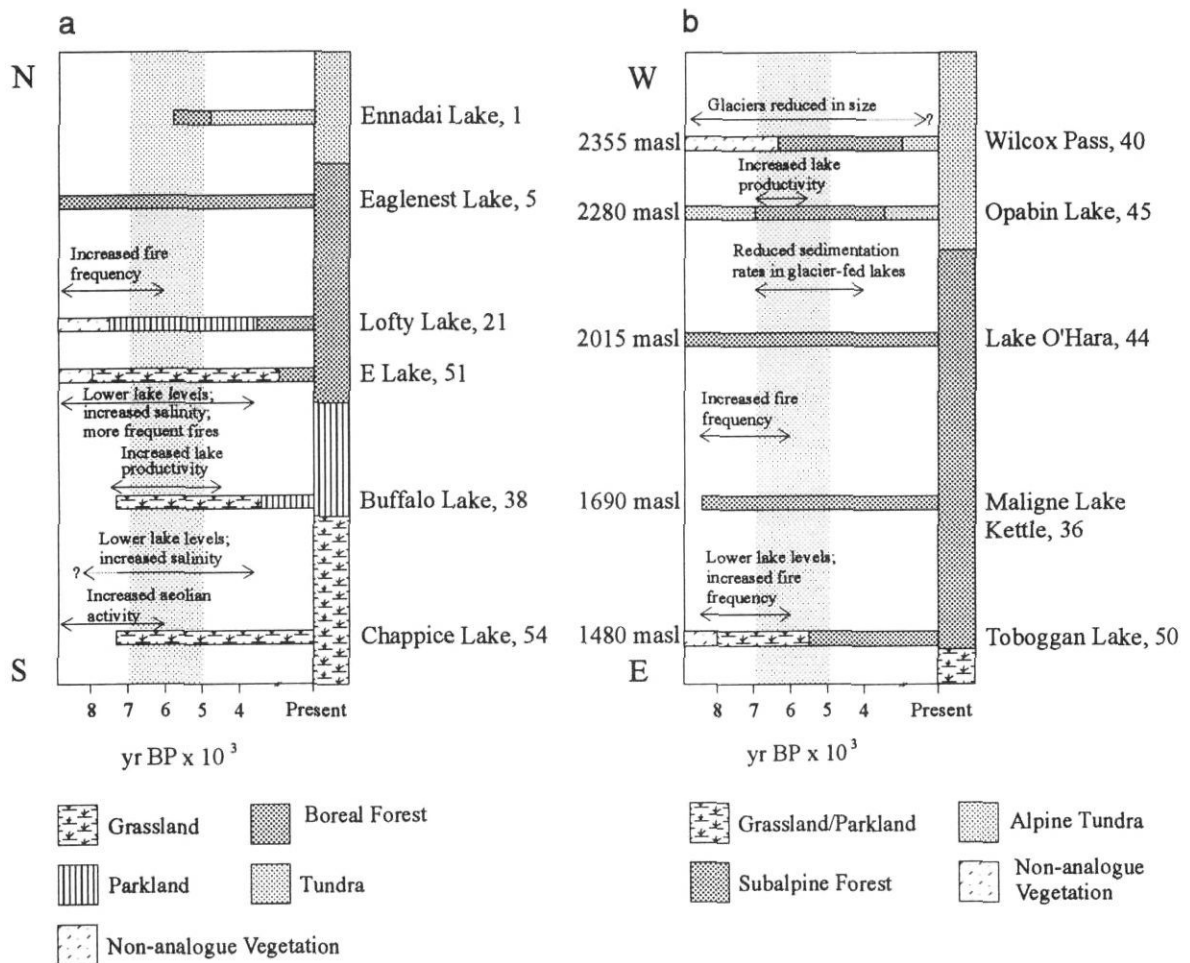 a
N
Ennadai Lake, 1
Eaglenest Lake, 5
Increased fire
frequency
Lofty Lake, 21
E Lake, 51
Lower lake levels;
increased salinity;
more frequent fires
Increased lake
productivity
Buffalo Lake, 38
Lower lake levels;
increased salinity
?
Increased aeolian
activity
Chappice Lake, 54
S
8 7 6 5 4 Present
yr BP x 10 3
Grassland
Boreal Forest
Parkland
Tundra
Non-analogue Vegetation
b
W
Glaciers reduced in size
?
2355 masl
Wilcox Pass, 40
Increased lake
productivity
2280 masl
Opabin Lake, 45
Reduced sedimentation
rates in glacier-fed lakes
2015 masl
Lake O'Hara, 44
Increased fire
frequency
1690 masl
Maligne Lake
Kettle, 36
Lower lake levels;
increased fire
frequency
1480 masl
Toboggan Lake, 50
E
8 7 6 5 4 Present
yr BP x 10 3
Grassland/Parkland
Alpine Tundra
Subalpine Forest
Non-analogue
Vegetation